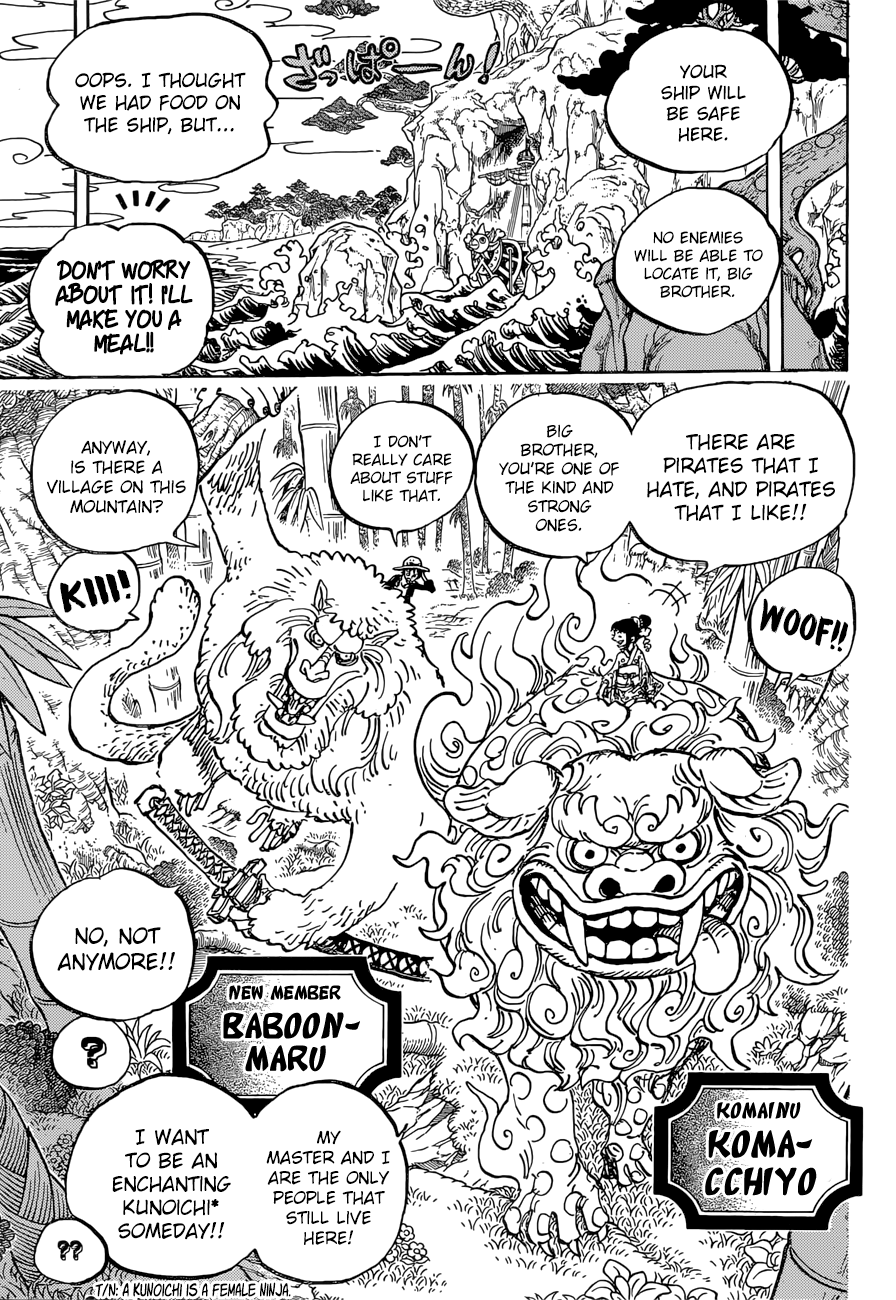 YOUR
SHIP WILL
BE SAFE
HERE.
NO ENEMIES
WILL BE ABLE TO
LOCATE IT, BIG
BROTHER.
ざっぱーん!
OOPS. I THOUGHT
WE HAD FOOD ON
THE SHIP, BUT...
DON'T WORRY
ABOUT IT! I'LL
MAKE YOU A
MEAL!!
THERE ARE
PIRATES THAT I
HATE, AND PIRATES
THAT I LIKE!!
BIG
BROTHER,
YOU'RE ONE OF
THE KIND AND
STRONG
ONES.
I DON'T
REALLY CARE
ABOUT STUFF
LIKE THAT.
ANYWAY,
IS THERE A
VILLAGE ON THIS
MOUNTAIN?
KIII!
WOOF!!
NO, NOT
ANYMORE!!
NEW MEMBER
BABOON-
MARU
?
KOMAINU
KOMA-
CCHIYO
MY
MASTER AND I
ARE THE ONLY
PEOPLE THAT
STILL LIVE
HERE!
I WANT
TO BE AN
ENCHANTING
KUNOICHI*
SOMEDAY!!
??
T/N: A KUNOICHI IS A FEMALE NINJA.